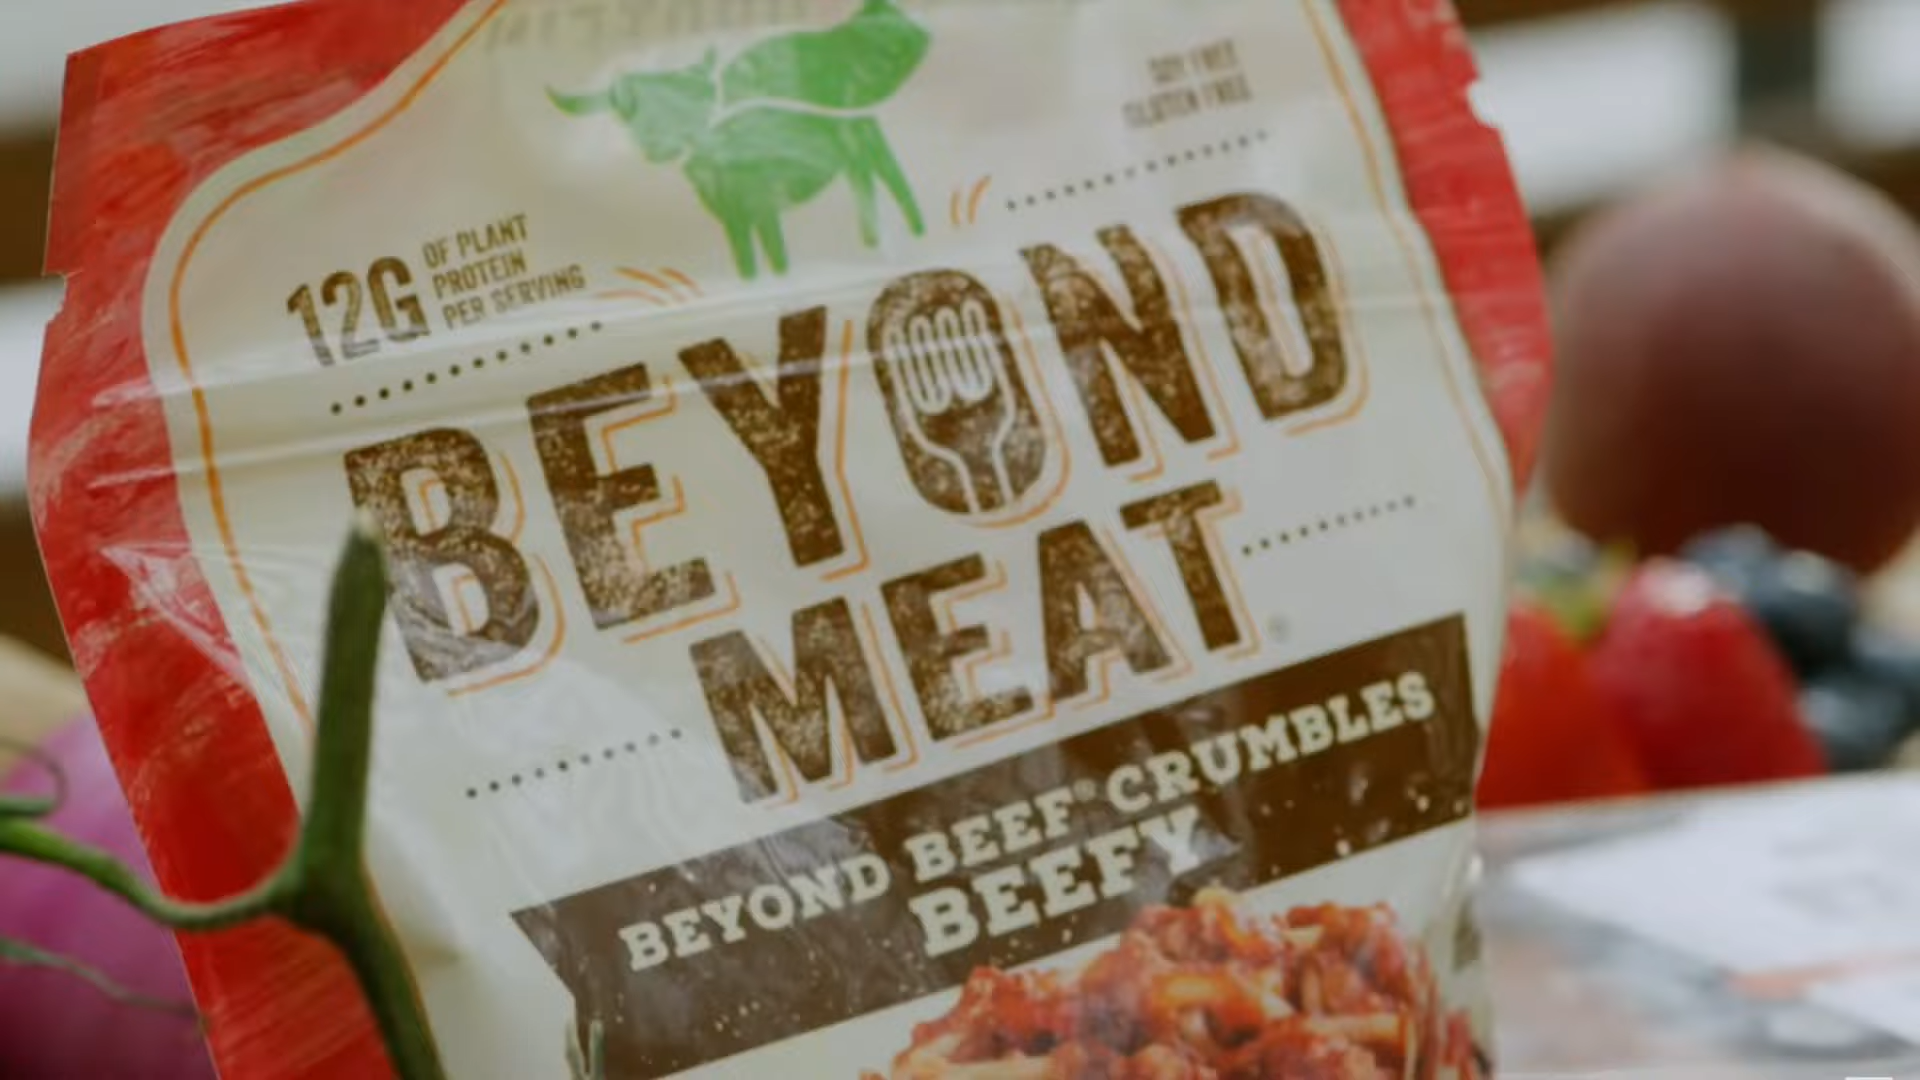 SOY FREE
GLUTEN FREE
12G
OF PLANT
PROTEIN
PER SERVING
BEYOND
MEAT
BEYOND BEEF® CRUMBLES
BEEFY